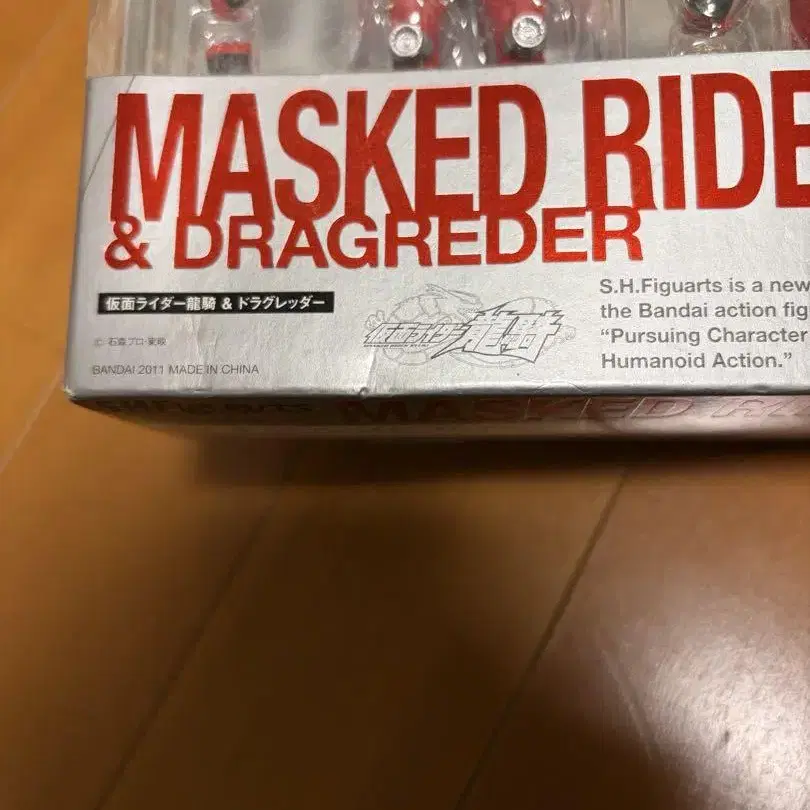 MASKED RIDE
& DRAGREDER
仮面ライダー龍騎 & ドラグレッダー
仮面ライダー龍騎
© 石森プロ・東映
BANDAI 2011 MADE IN CHINA
S.H.Figuarts is a new
the Bandai action fig
“Pursuing Character
Humanoid Action.”
MASKED